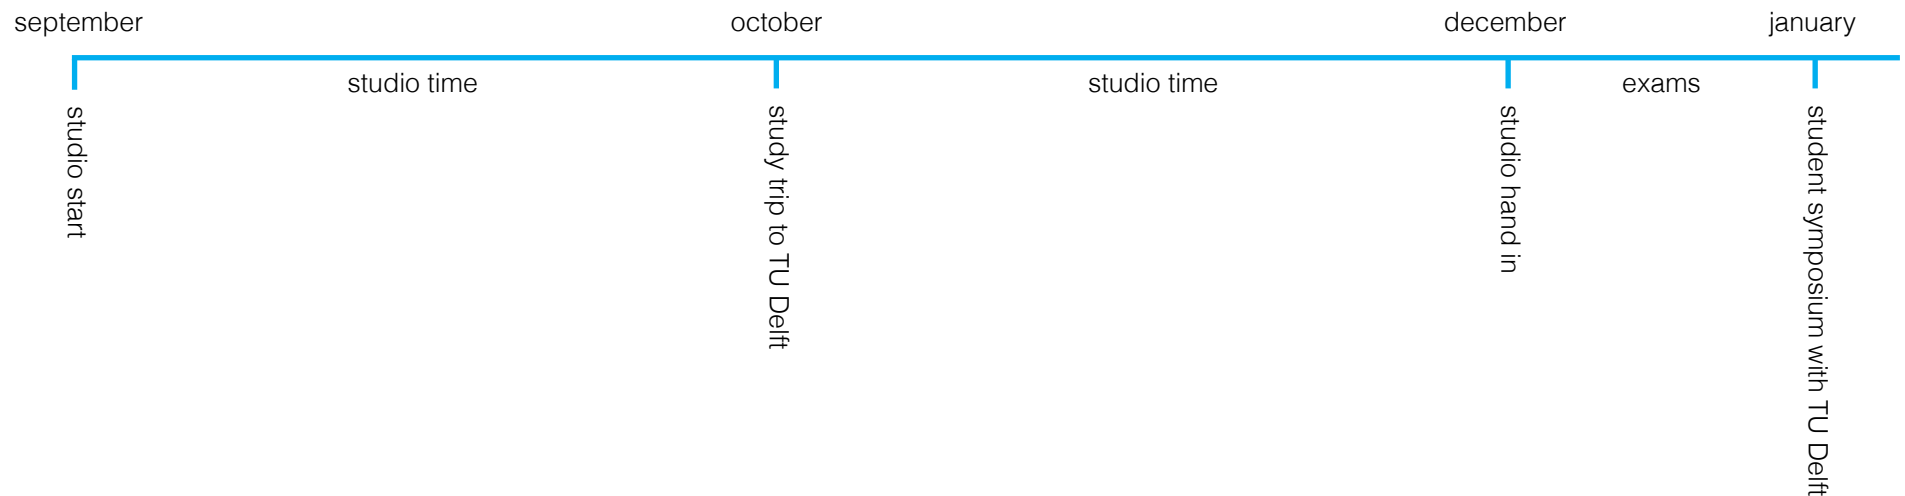 september
october
december
january
studio time
studio time
exams
studio start
study trip to TU Delft
studio hand in
student symposium with TU Delft